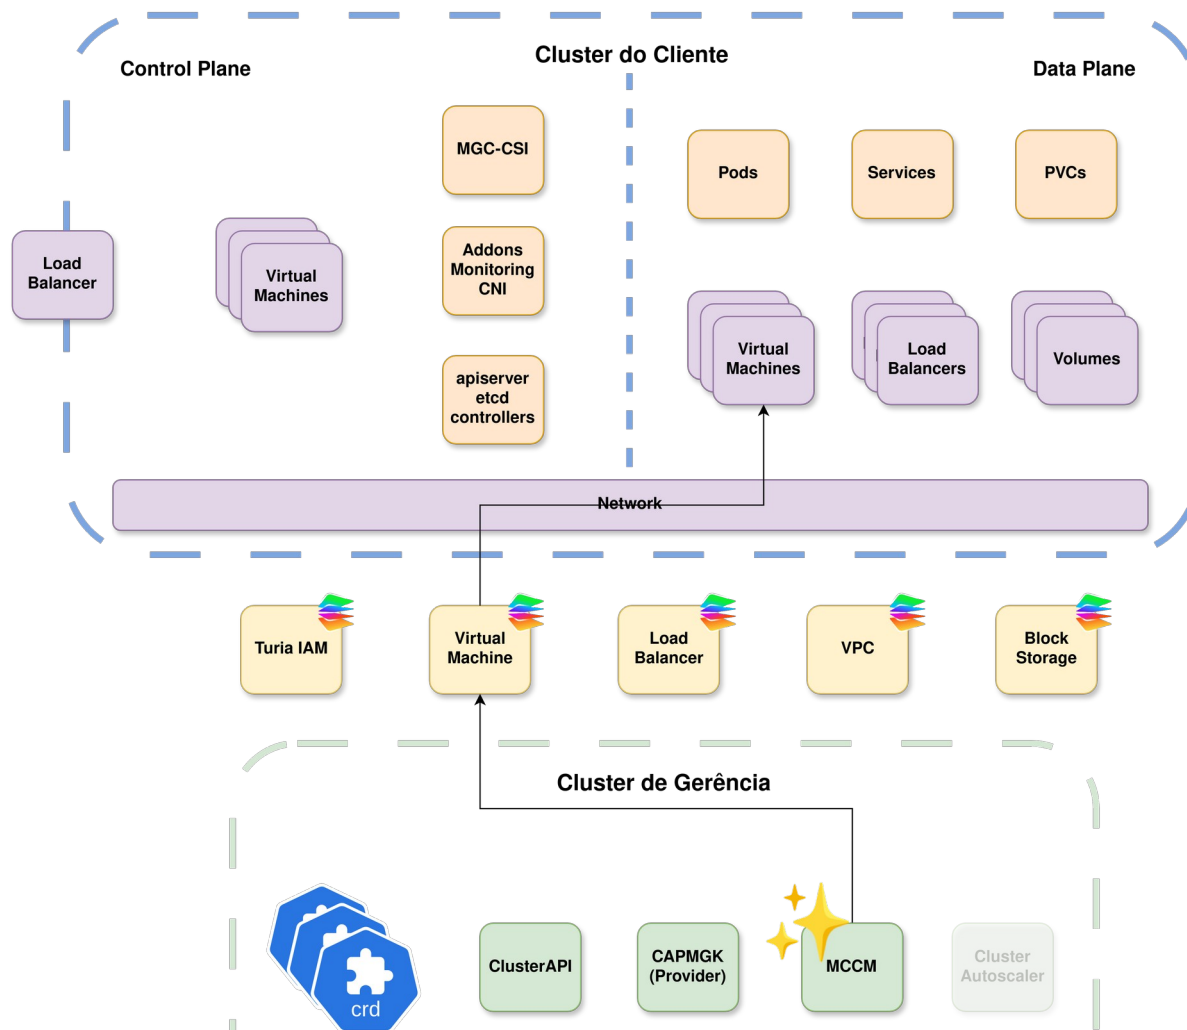 Cluster do Cliente
Control Plane
Data Plane
MGC-CSI
Pods
Services
PVCs
Load
Balancer
Virtual
Machines
Addons
Monitoring
CNI
Virtual
Machines
Load
Balancers
Volumes
apiserver
etcd
controllers
Network
Turia IAM
Virtual
Machine
Load
Balancer
VPC
Block
Storage
Cluster de Gerência
crd
ClusterAPI
CAPMGK
(Provider)
MCCM
Cluster
Autoscaler